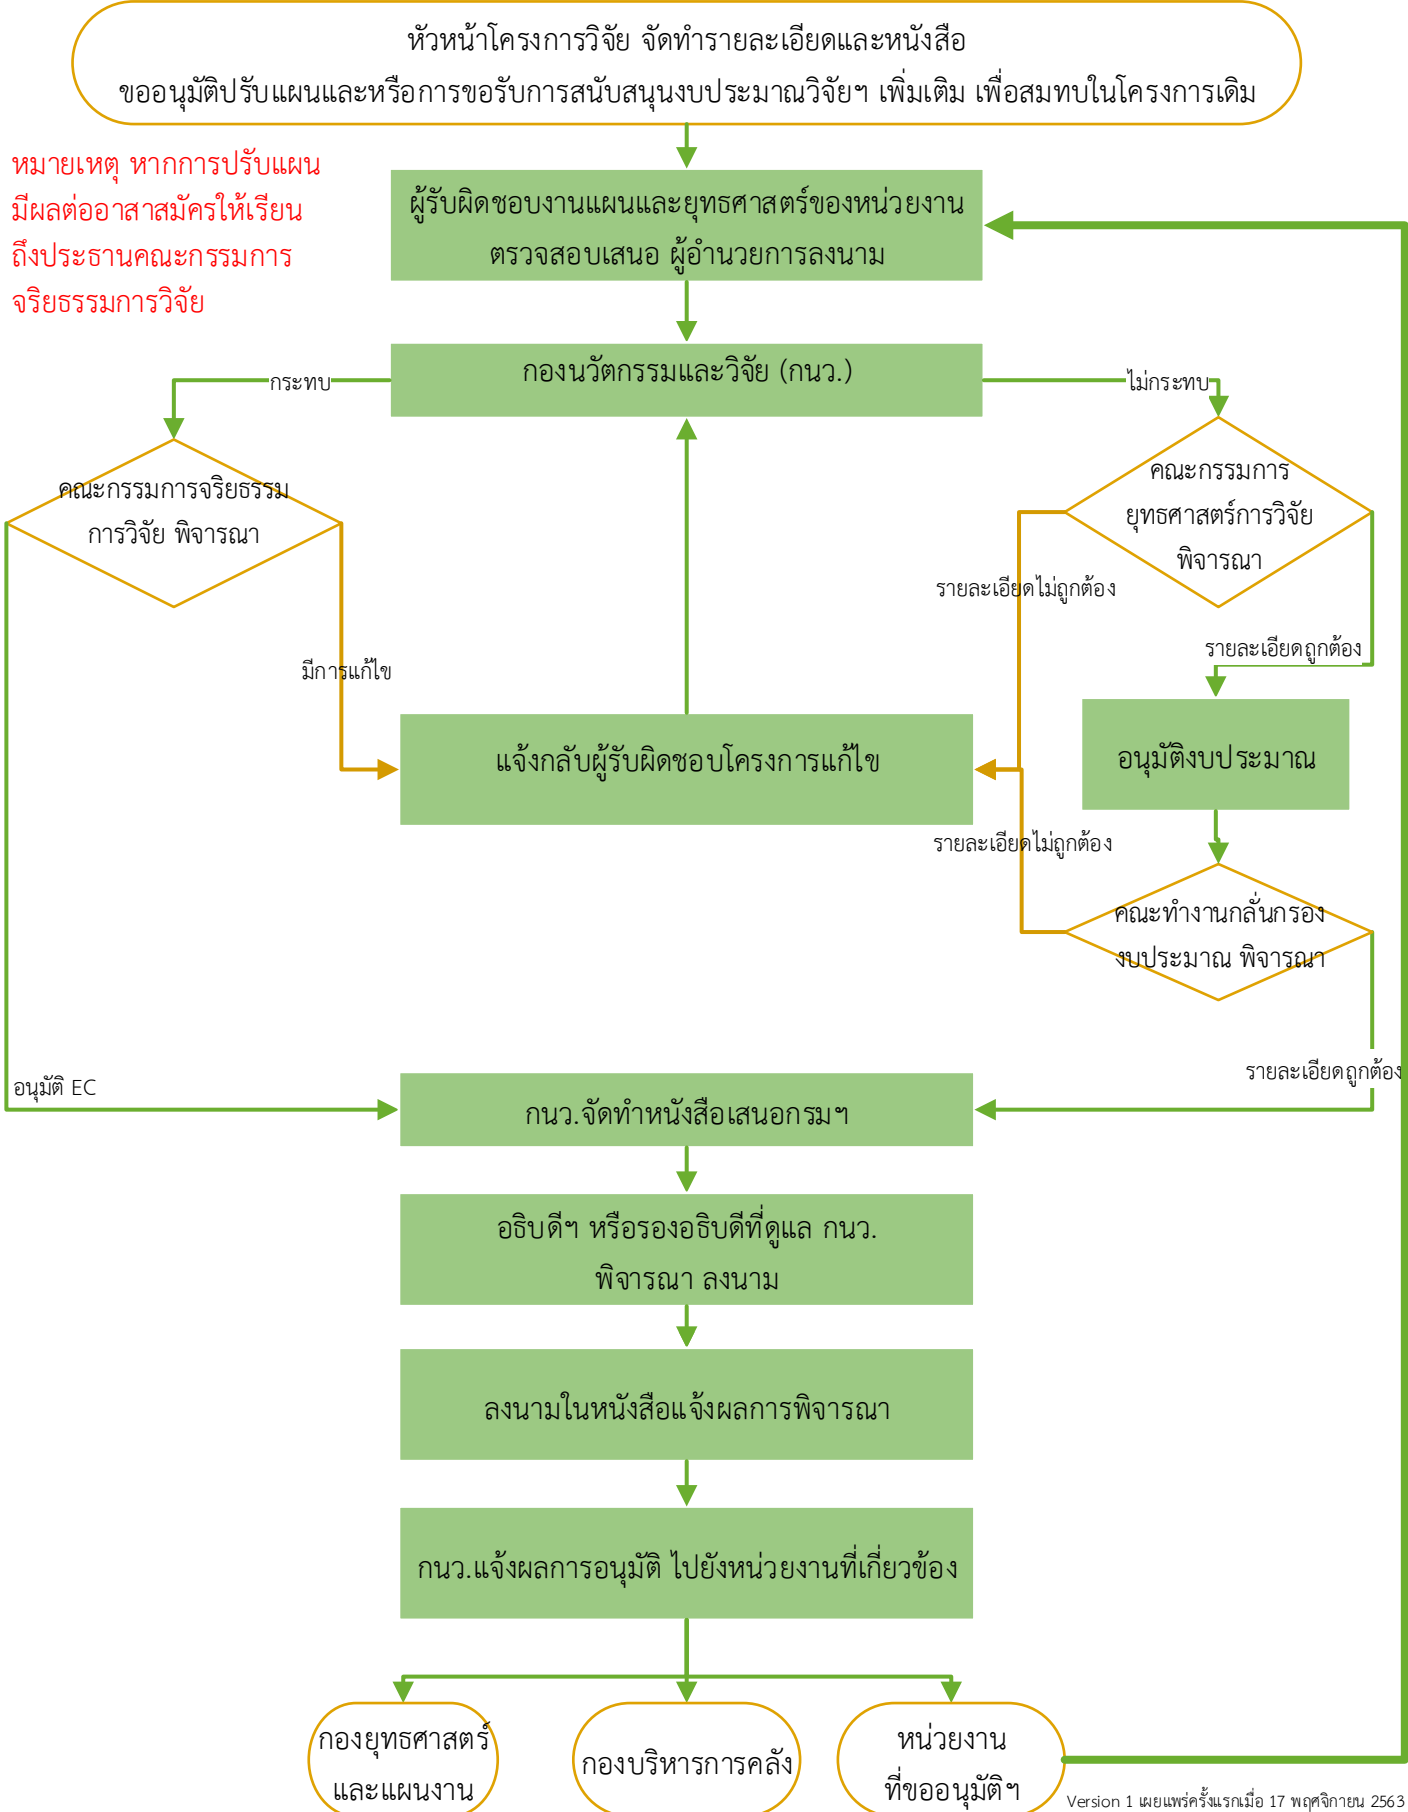 หัวหน้าโครงการวิจัย จัดทำรายละเอียดและหนังสือ
ขออนุมัติปรับแผนและหรือการขอรับการสนับสนุนงบประมาณวิจัยฯ เพิ่มเติม เพื่อสมทบในโครงการเดิม
หมายเหตุ หากการปรับแผน
มีผลต่ออาสาสมัครให้เรียน
ถึงประธานคณะกรรมการ
จริยธรรมการวิจัย
ผู้รับผิดชอบงานแผนและยุทธศาสตร์ของหน่วยงาน
ตรวจสอบเสนอ ผู้อำนวยการลงนาม
กองนวัตกรรมและวิจัย (กนว.)
กระทบ
ไม่กระทบ
คณะกรรมการจริยธรรม
การวิจัย พิจารณา
คณะกรรมการ
ยุทธศาสตร์การวิจัย
พิจารณา
รายละเอียดไม่ถูกต้อง
รายละเอียดถูกต้อง
มีการแก้ไข
แจ้งกลับผู้รับผิดชอบโครงการแก้ไข
อนุมัติงบประมาณ
รายละเอียดไม่ถูกต้อง
คณะทำงานกลั่นกรอง
งบประมาณ พิจารณา
รายละเอียดถูกต้อง
อนุมัติ EC
กนว.จัดทำหนังสือเสนอกรมฯ
อธิบดีฯ หรือรองอธิบดีที่ดูแล กนว.
พิจารณา ลงนาม
ลงนามในหนังสือแจ้งผลการพิจารณา
กนว.แจ้งผลการอนุมัติ ไปยังหน่วยงานที่เกี่ยวข้อง
กองยุทธศาสตร์
และแผนงาน
กองบริหารการคลัง
หน่วยงาน
ที่ขออนุมัติฯ
Version 1 เผยแพร่ครั้งแรกเมื่อ 17 พฤศจิกายน 2563